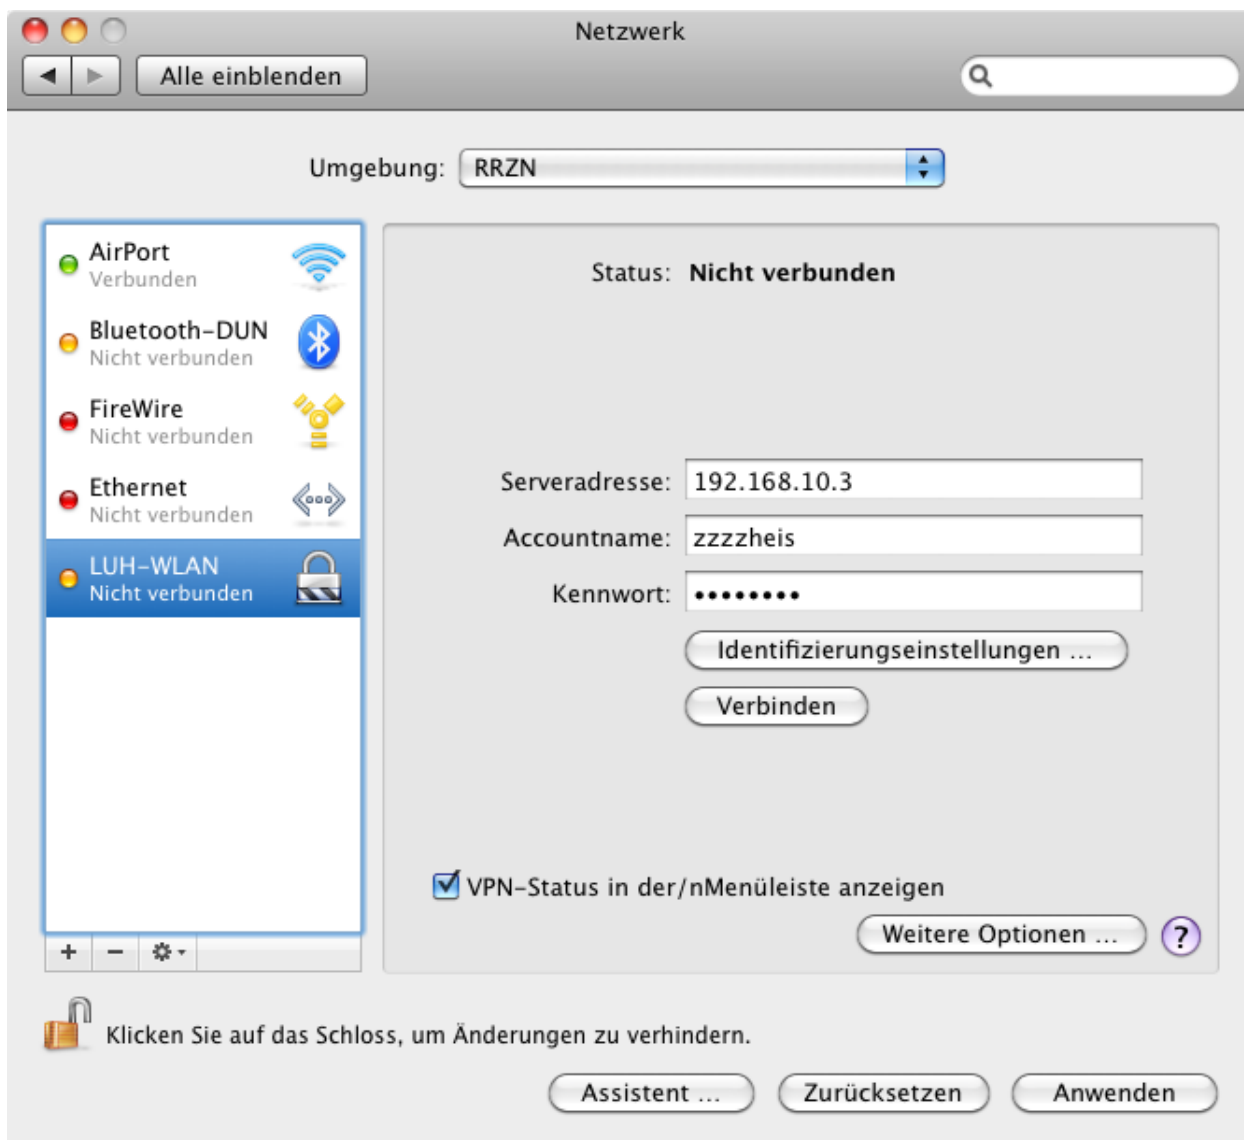 Netzwerk
Alle einblenden
Umgebung: RRZN
AirPort
Verbunden
Bluetooth-DUN
Nicht verbunden
FireWire
Nicht verbunden
Ethernet
Nicht verbunden
LUH-WLAN
Nicht verbunden
Status: Nicht verbunden
Serveradresse: 192.168.10.3
Accountname: zzzzheis
Kennwort: ••••••••
Identifizierungseinstellungen ...
Verbinden
VPN-Status in der/nMenüleiste anzeigen
Weitere Optionen ... ?
Klicken Sie auf das Schloss, um Änderungen zu verhindern.
Assistent ... Zurücksetzen Anwenden